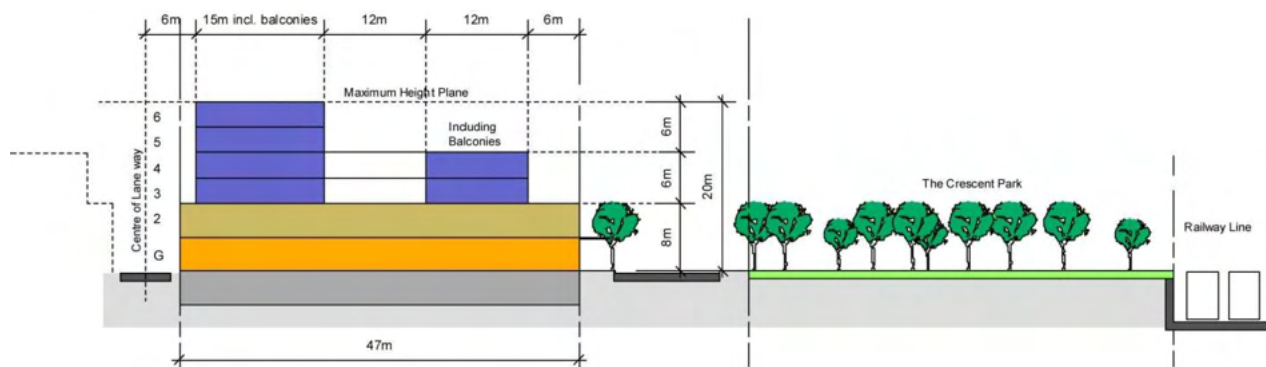 6m
15m incl. balconies
12m
12m
6m
Maximum Height Plane
6
5
4
3
2
G
Centre of Lane way
Including
Balconies
6m
6m
8m
20m
The Crescent Park
Railway Line
47m